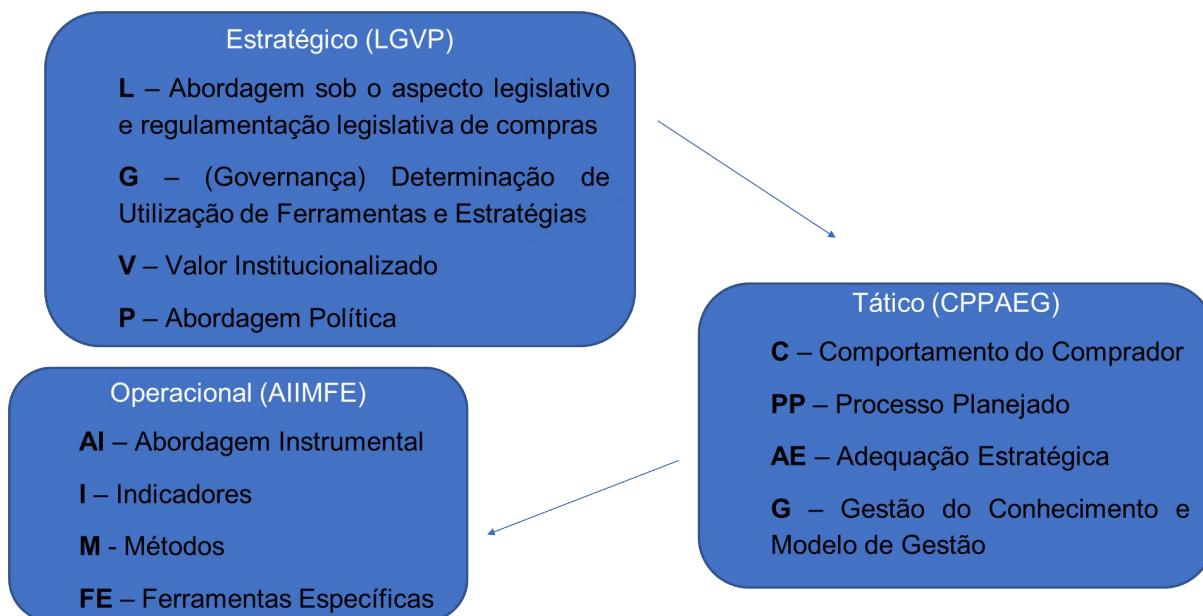 Estratégico (LGVP)
L – Abordagem sob o aspecto legislativo
e regulamentação legislativa de compras
G – (Governança) Determinação de
Utilização de Ferramentas e Estratégias
V – Valor Institucionalizado
P – Abordagem Política
Tático (CPPAEG)
C – Comportamento do Comprador
PP – Processo Planejado
AE – Adequação Estratégica
G – Gestão do Conhecimento e
Modelo de Gestão
Operacional (AIIMFE)
AI – Abordagem Instrumental
I – Indicadores
M - Métodos
FE – Ferramentas Específicas